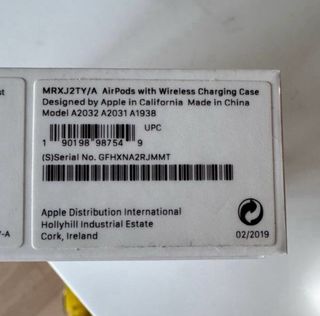 st
MRXJ2TY/A AirPods with Wireless Charging Case
Designed by Apple in California Made in China
Model A2032 A2031 A1938
UPC
1 90198 98754 9
(S)Serial No. GFHXNA2RJMMT
Apple Distribution International
Hollyhill Industrial Estate
Cork, Ireland
02/2019
/-A